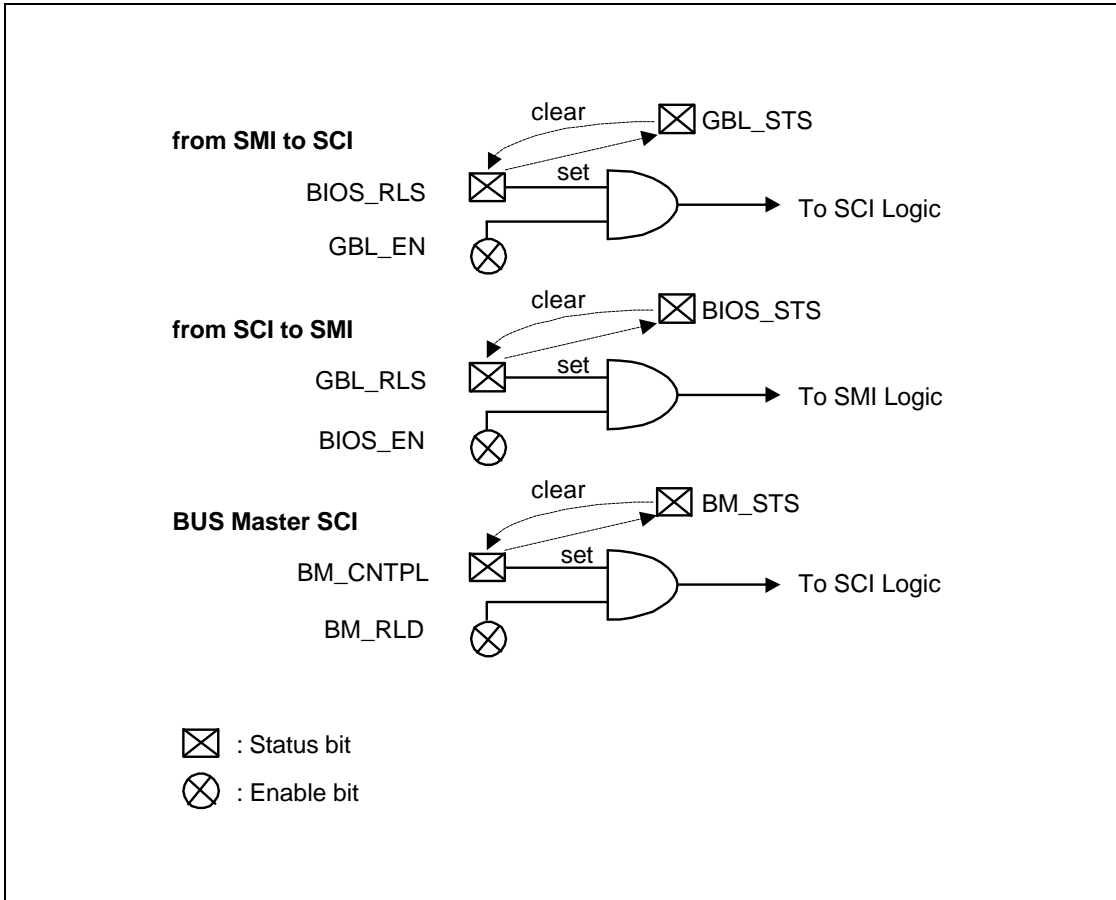 clear
GBL_STS
from SMI to SCI
set
BIOS_RLS
To SCI Logic
GBL_EN
clear
BIOS_STS
from SCI to SMI
set
GBL_RLS
To SMI Logic
BIOS_EN
clear
BM_STS
BUS Master SCI
set
BM_CNTPL
To SCI Logic
BM_RLD
: Status bit
: Enable bit